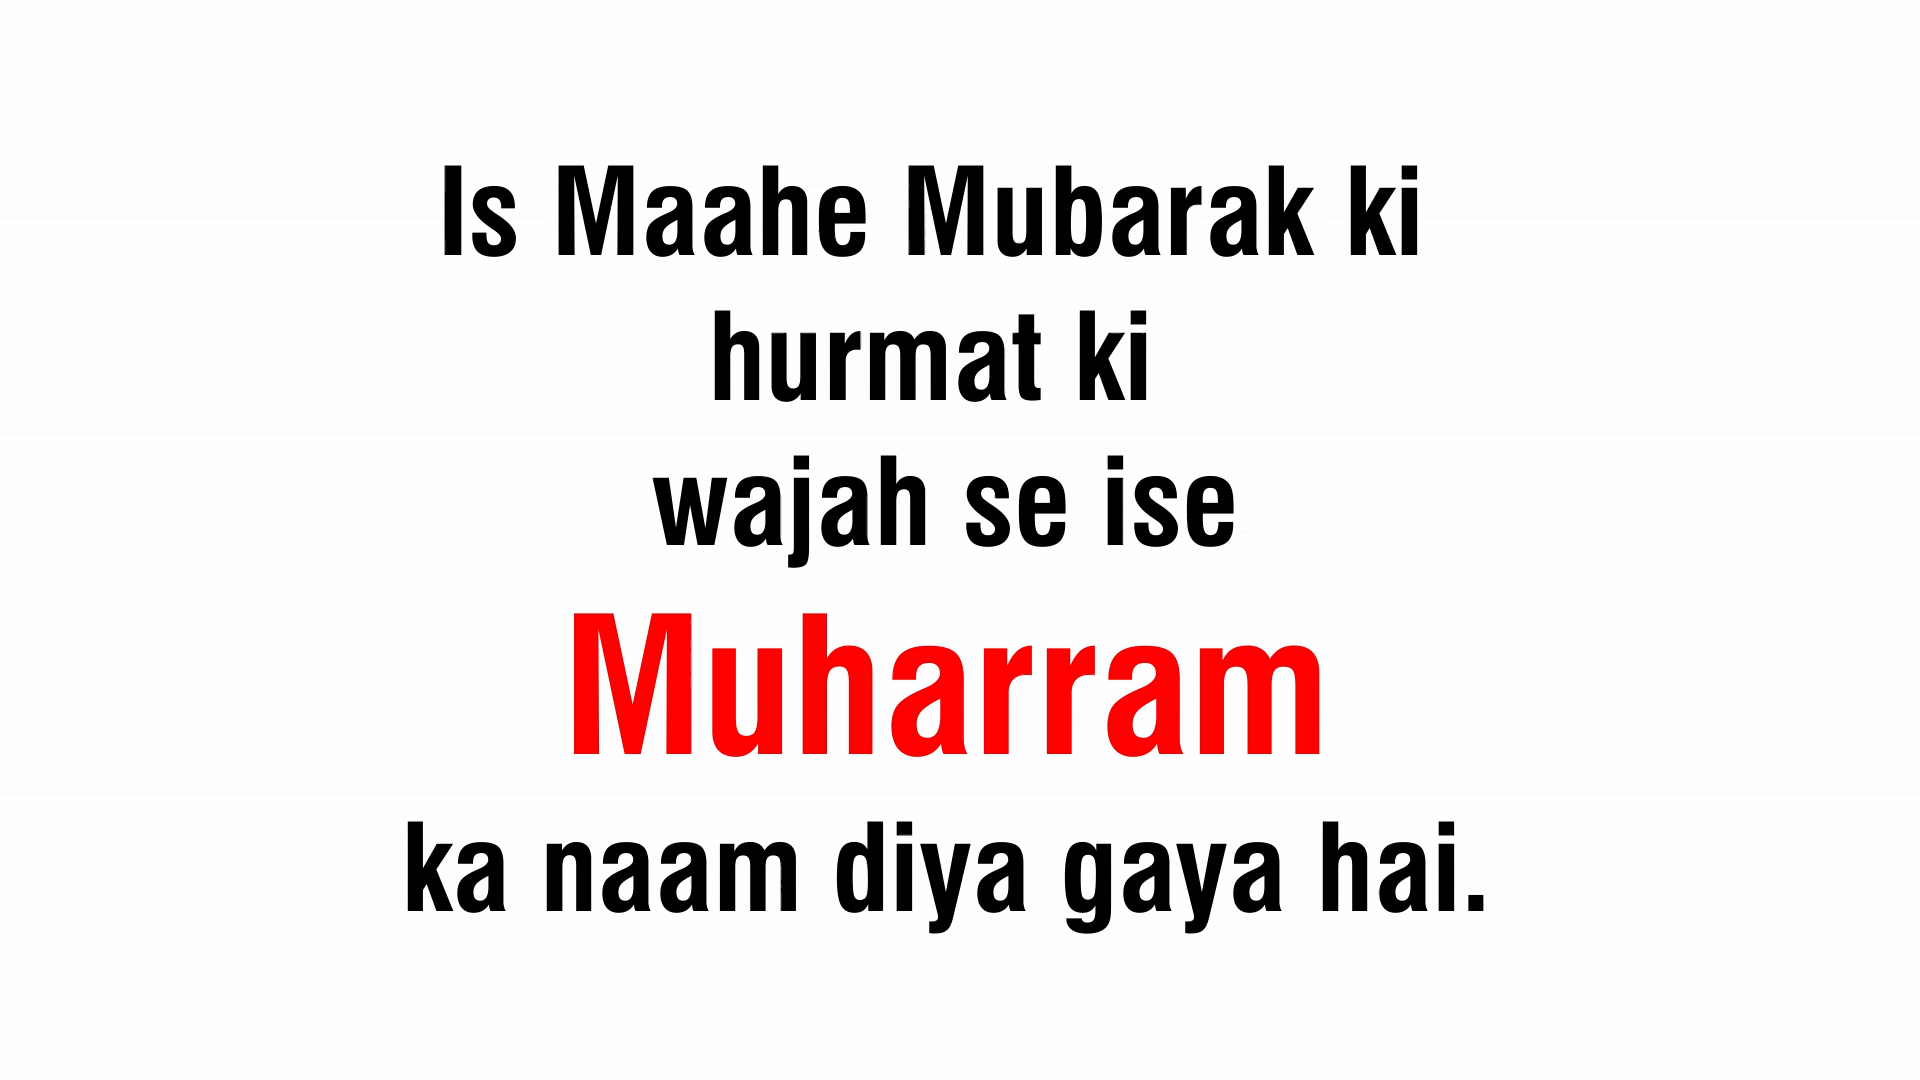 Is Maahe Mubarak ki
hurmat ki
wajah se ise
Muharram
ka naam diya gaya hai.